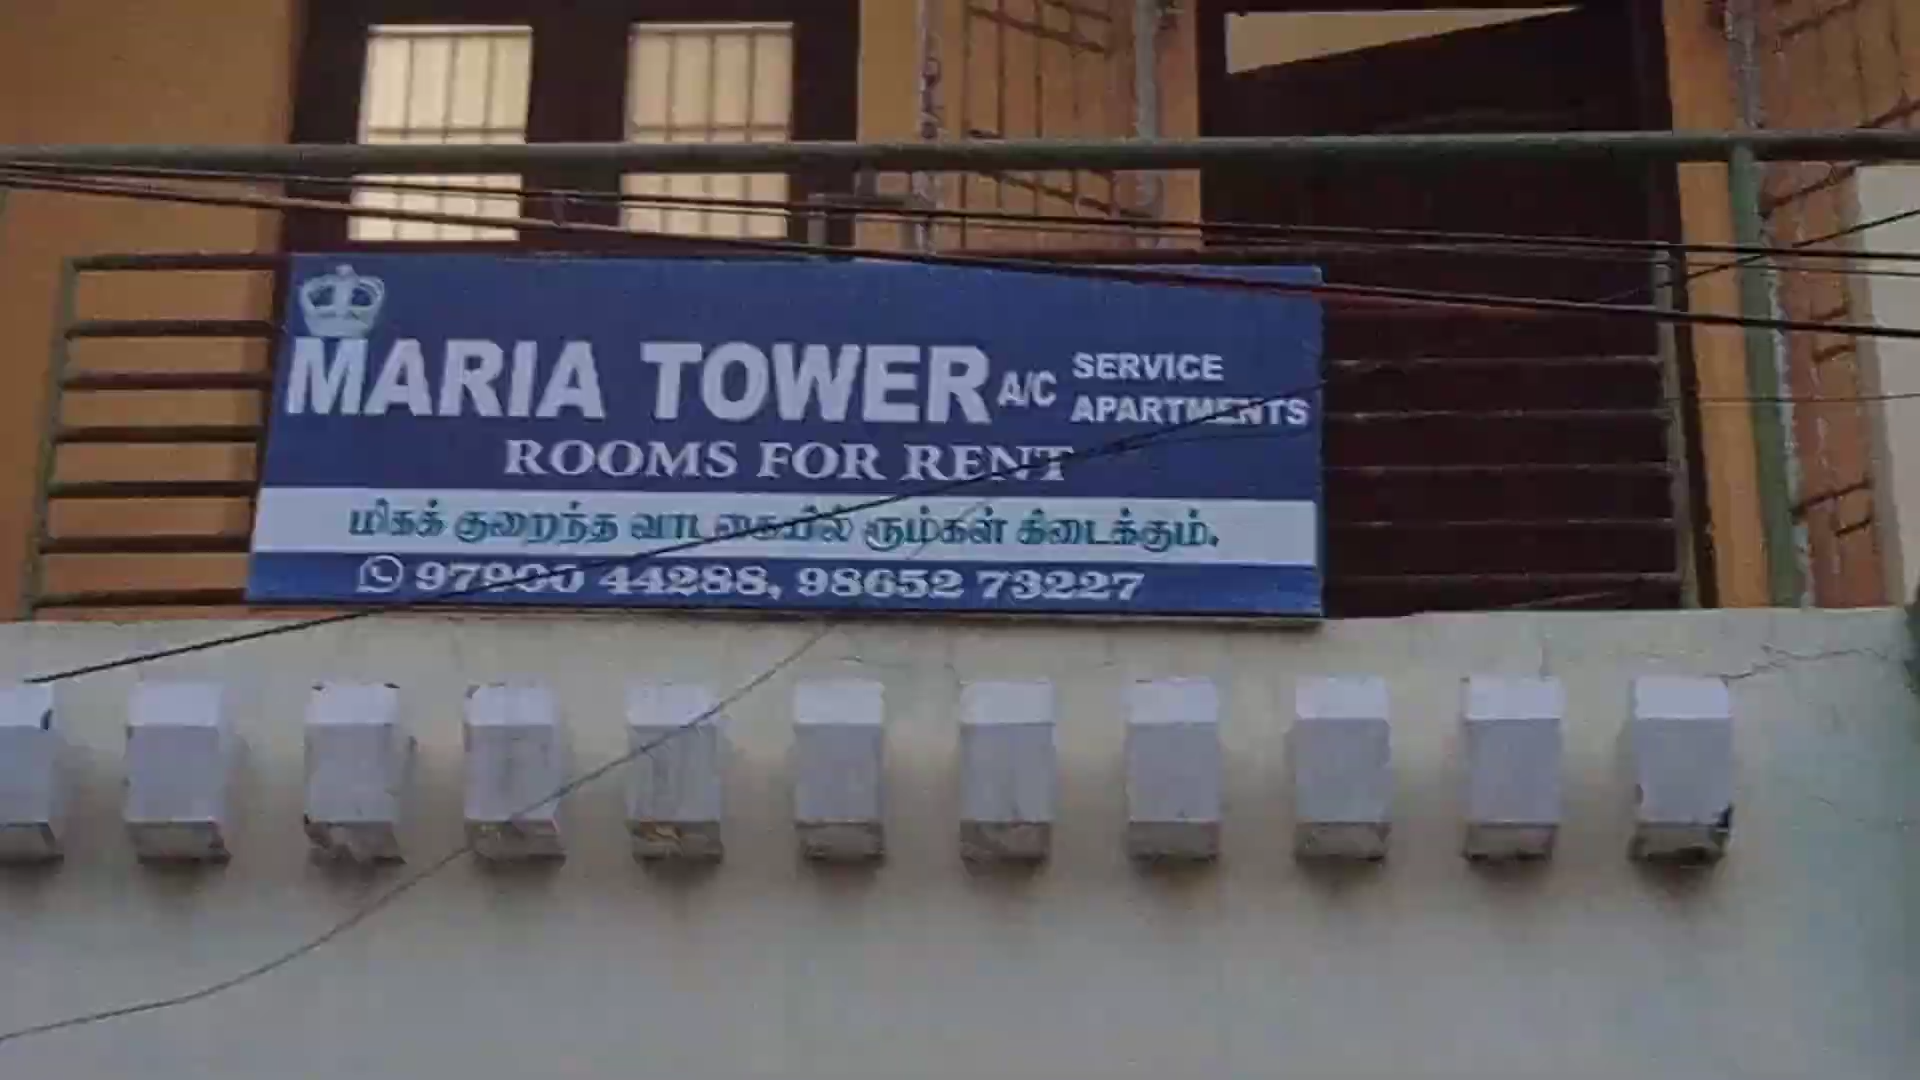 MARIA TOWER A/C SERVICE APARTMENTS
ROOMS FOR RENT
மிகக் குறைந்த வாடகையில் ரூம்கள் கிடைக்கும்.
44288, 98652 73227